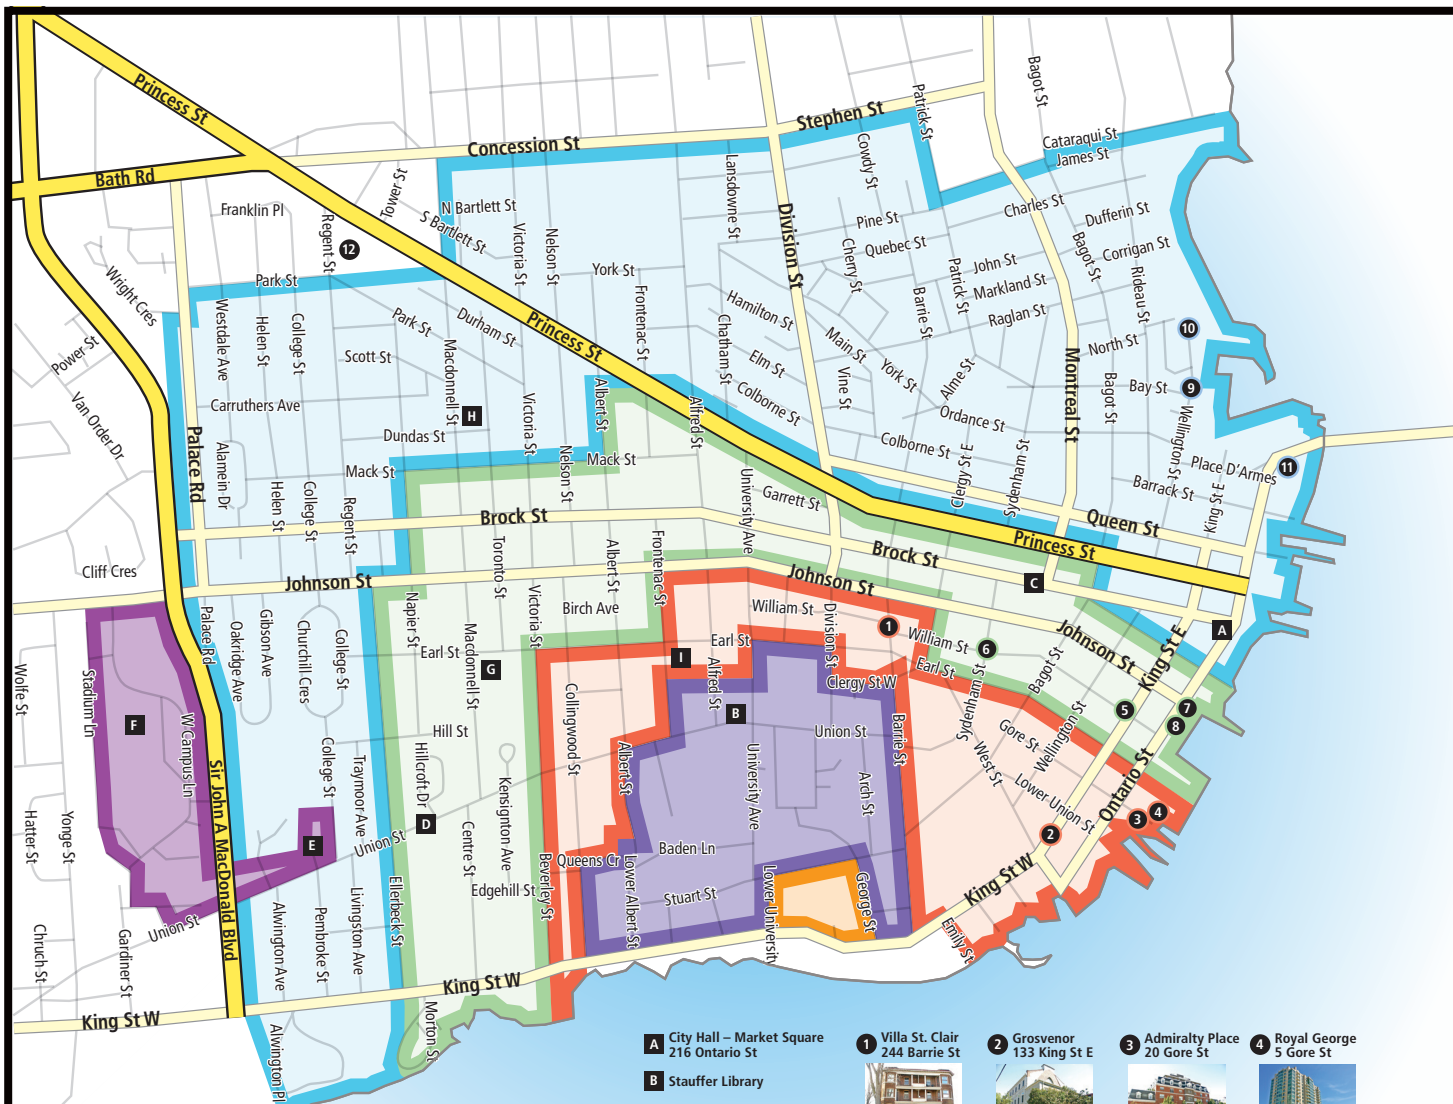 Princess St
Bath Rd
Concession St
Stephen St
Patrick St
Bagot St
Cataraqui St
James St
Tower St
Franklin Pl
Regent St
12
N Bartlett St
S Bartlett St
Victoria St
Nelson St
Lansdowne St
Division St
Cowdy St
Pine St
Quebec St
Cherry St
Charles St
Dufferin St
Corrigan St
Bagot St
Rideau St
John St
Markland St
Raglan St
Patrick St
Barrie St
Wright Cres
Park St
York St
Frontenac St
Hamilton St
Chatham St
Elm St
Colborne St
Main St
York St
Vine St
Alme St
Ordance St
Colborne St
Montreal St
North St
10
Bay St
9
Bagot St
Wellington St
Place D'Armes
11
Barrack St
King St E
Power St
Van Order Dr
Westdale Ave
Helen St
College St
Scott St
Park St
Durham St
Macdonnell St
Princess St
Carruthers Ave
H
Victoria St
Albert St
Alfred St
Dundas St
Palace Rd
Alamein Dr
Mack St
Nelson St
Mack St
Helen St
College St
Regent St
University Ave
Garrett St
Clergy St E
Sydenham St
Queen St
Princess St
Brock St
Brock St
Toronto St
Albert St
Frontenac St
Cliff Cres
Johnson St
Johnson St
C
Birch Ave
Victoria St
William St
Division St
1
William St
6
Johnson St
King St E
A
Palace Rd
Oakridge Ave
Gibson Ave
Churchill Cres
College St
Napier St
Earl St
Macdonnell St
G
I
Earl St
Alfred St
Clergy St W
Earl St
Sydenham St
Bagot St
Wolfe St
Stadium Ln
F
W Campus Ln
Collingwood St
B
Union St
Barrie St
Wellington St
5
7
8
Hill St
Hillcroft Dr
Kensignton Ave
Albert St
University Ave
Arch St
West St
Gore St
Lower Union St
Ontario St
Sir John A MacDonald Blvd
College St
Traymoor Ave
Union St
D
Centre St
E
Hatter St
Yonge St
Queens Cr
Baden Ln
Lower Albert St
Stuart St
Lower University
George St
2
3
4
King St W
Emily St
Edgehill St
Beverley St
Ellerbeck St
Livingston Ave
Pembroke St
Alwington Ave
Union St
Gardiner St
Chruch St
King St W
King St W
Morton St
Alwington Pl
A City Hall – Market Square
216 Ontario St
B Stauffer Library
1 Villa St. Clair
244 Barrie St
2 Grosvenor
133 King St E
3 Admiralty Place
20 Gore St
4 Royal George
5 Gore St